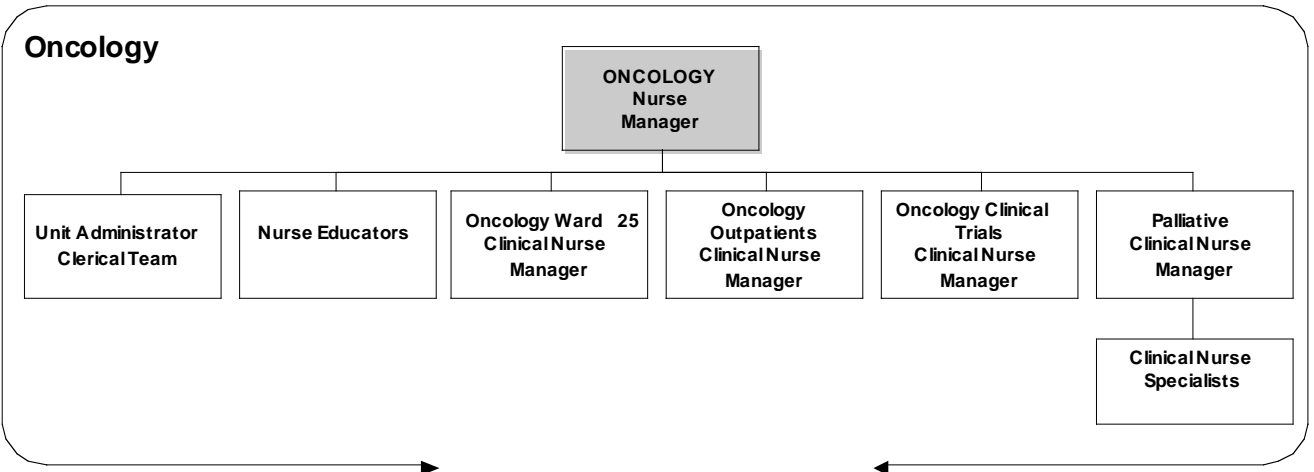 Oncology
ONCOLOGY
Nurse
Manager
Unit Administrator
Clerical Team
Nurse Educators
Oncology Ward 25
Clinical Nurse
Manager
Oncology
Outpatients
Clinical Nurse
Manager
Oncology Clinical
Trials
Clinical Nurse
Manager
Palliative
Clinical Nurse
Manager
Clinical Nurse
Specialists